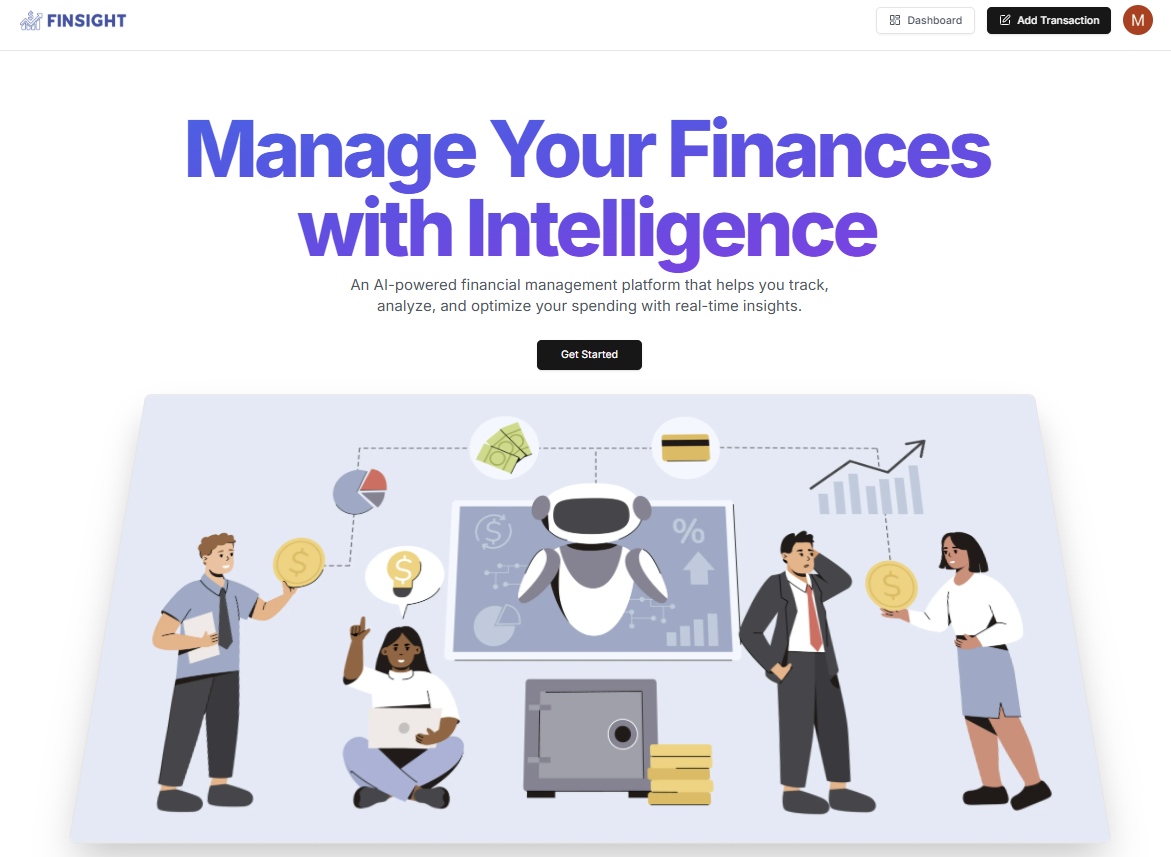 FINSIGHT
Dashboard
Add Transaction
M
Manage Your Finances
with Intelligence
An AI-powered financial management platform that helps you track,
analyze, and optimize your spending with real-time insights.
Get Started
$
%
$
$
$